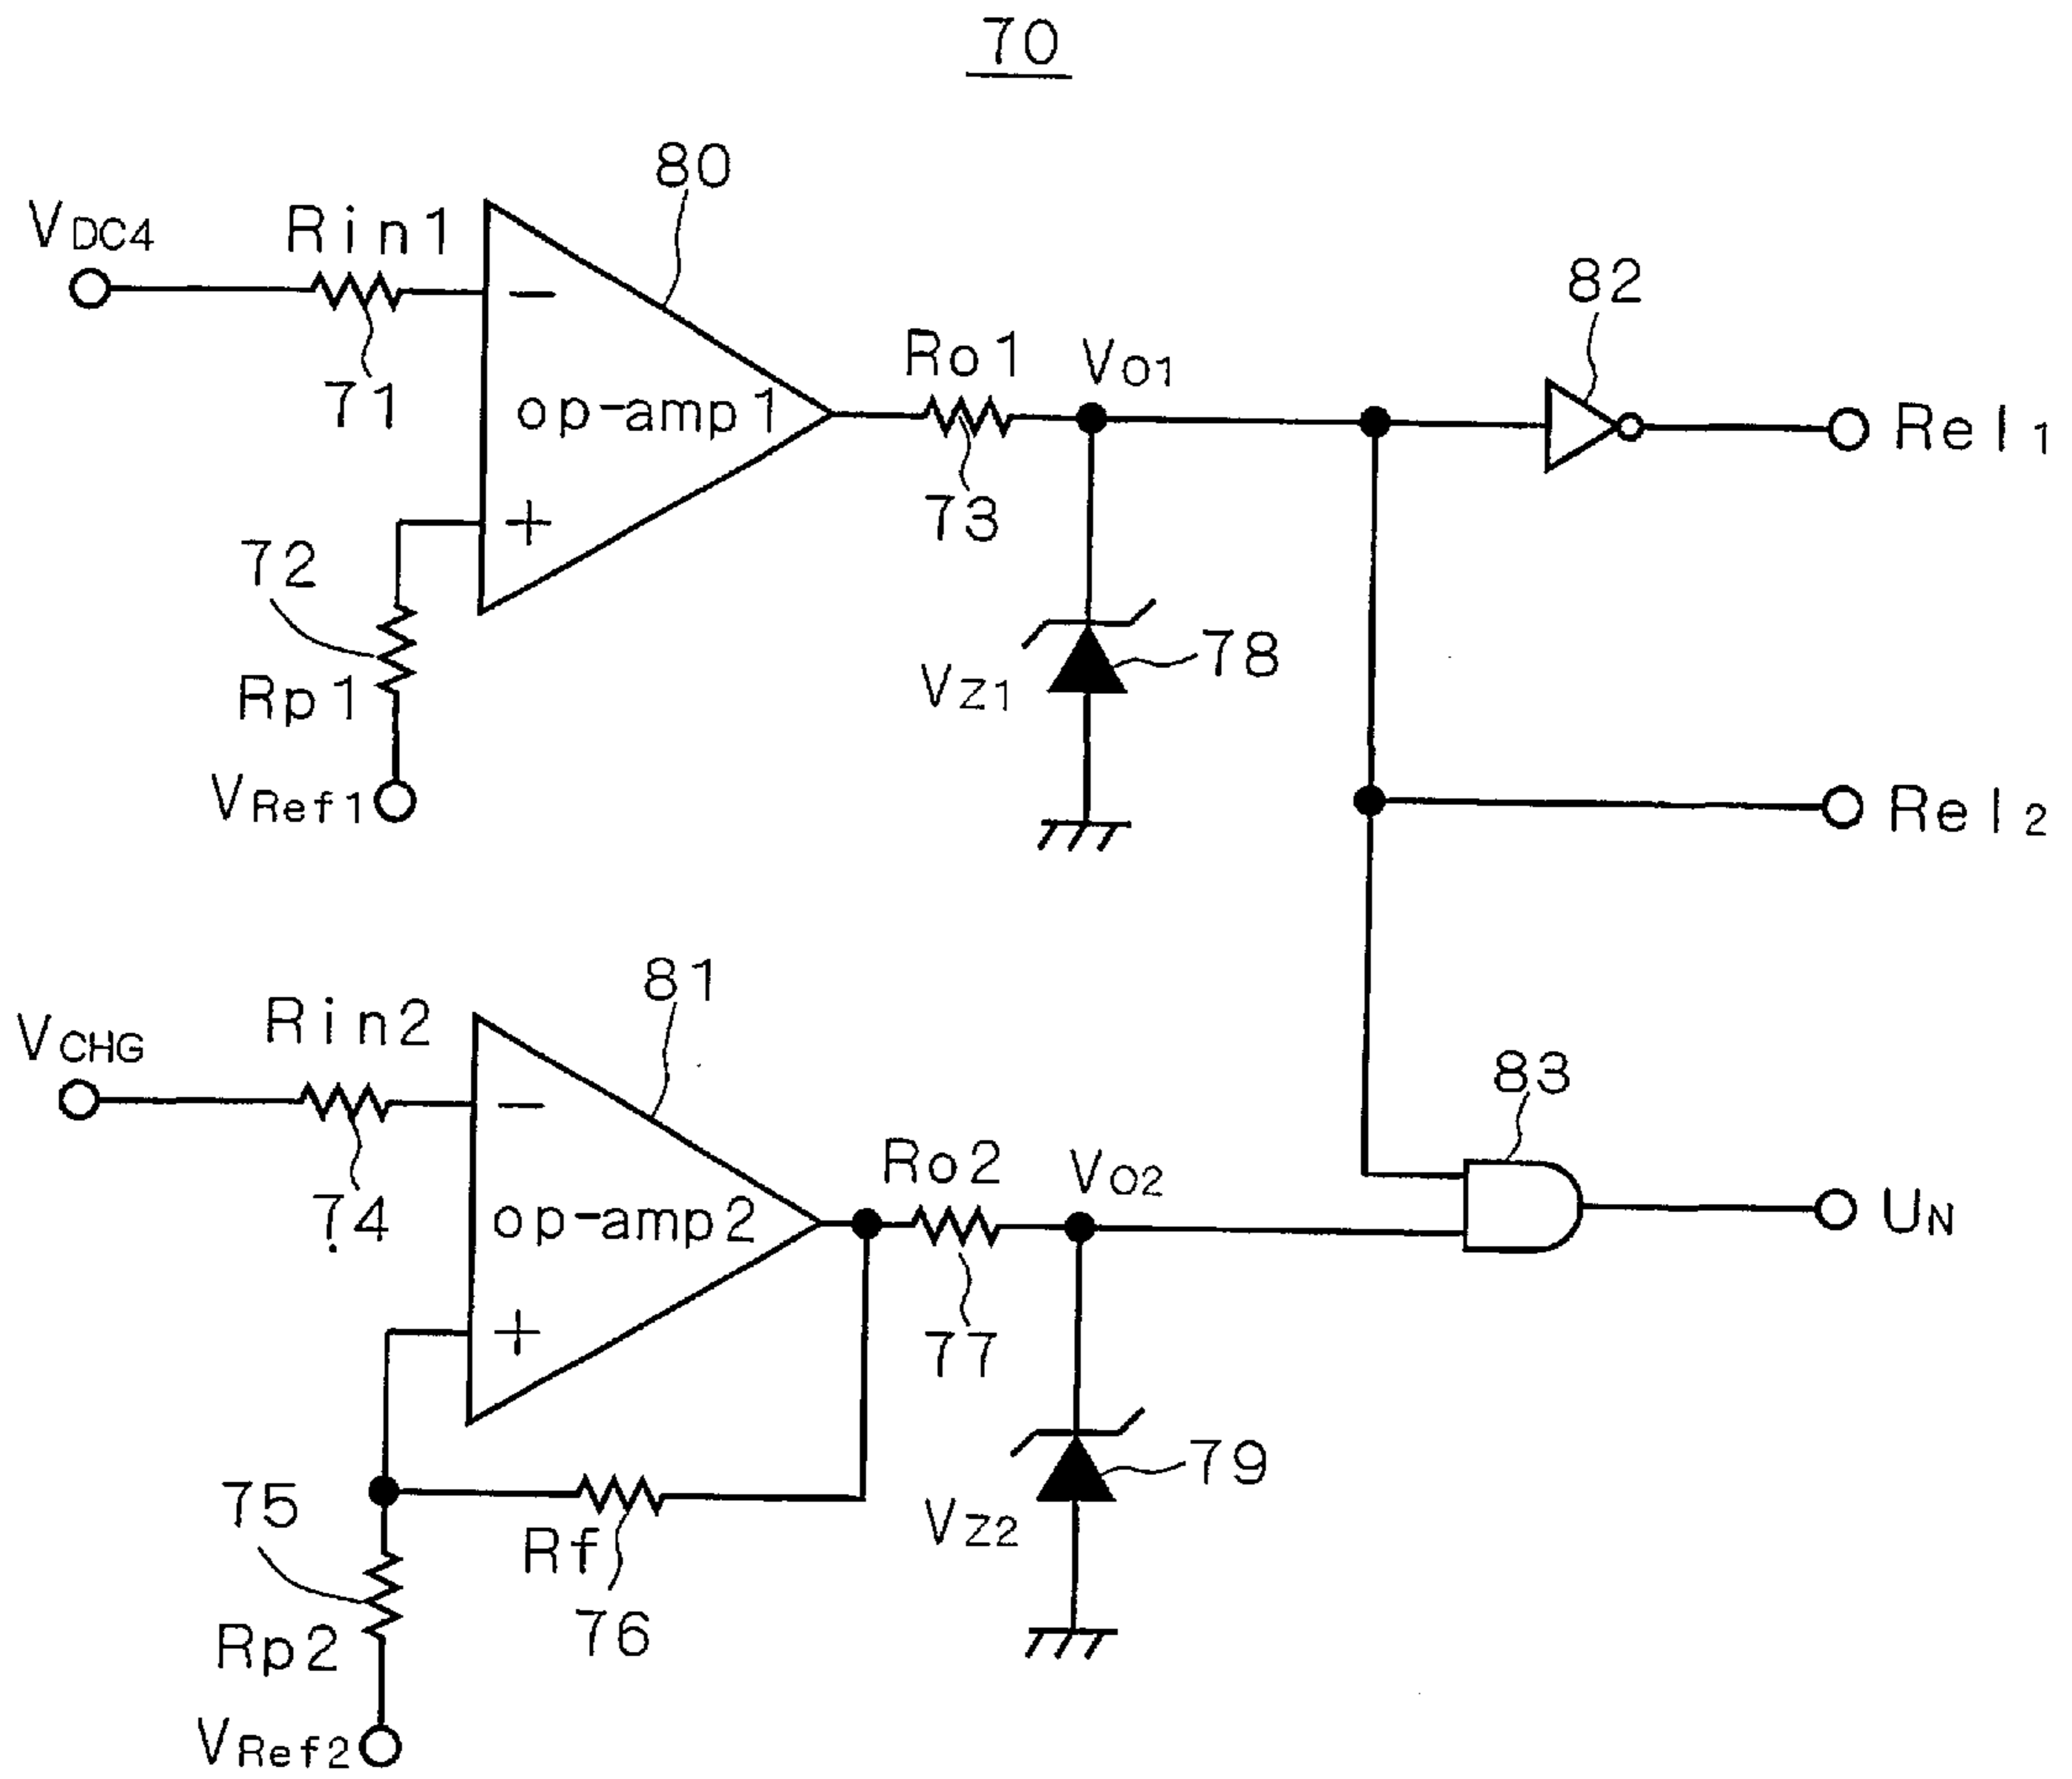 70
80
VDC4
Rin1
71
op-amp1
Ro1
VO1
73
82
Rel1
72
Rp1
VRef1
VZ1
78
Rel2
81
VCHG
Rin2
74
op-amp2
Ro2
VO2
77
83
UN
75
Rf
76
Rp2
VRef2
VZ2
79